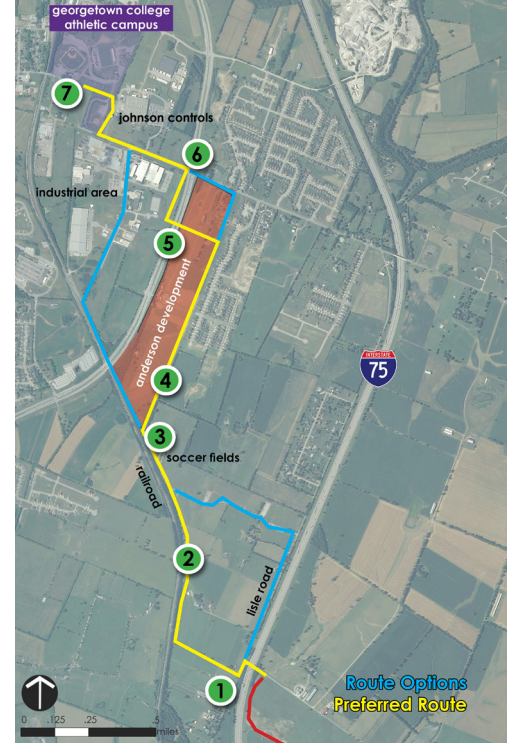 georgetown college
athletic campus
7
johnson controls
6
industrial area
5
anderson development
INTERSTATE
75
4
3
soccer fields
railroad
2
lisle road
1
Route Options
Preferred Route
0 .125 .25 .5
miles